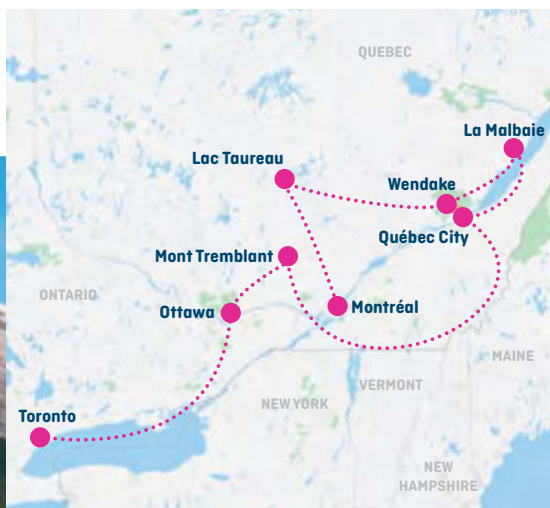 QUEBEC
La Malbaie
Lac Taureau
Wendake
Québec City
Mont Tremblant
ONTARIO
Ottawa
Montréal
MAINE
VERMONT
NEW YORK
Toronto
NEW
HAMPSHIRE